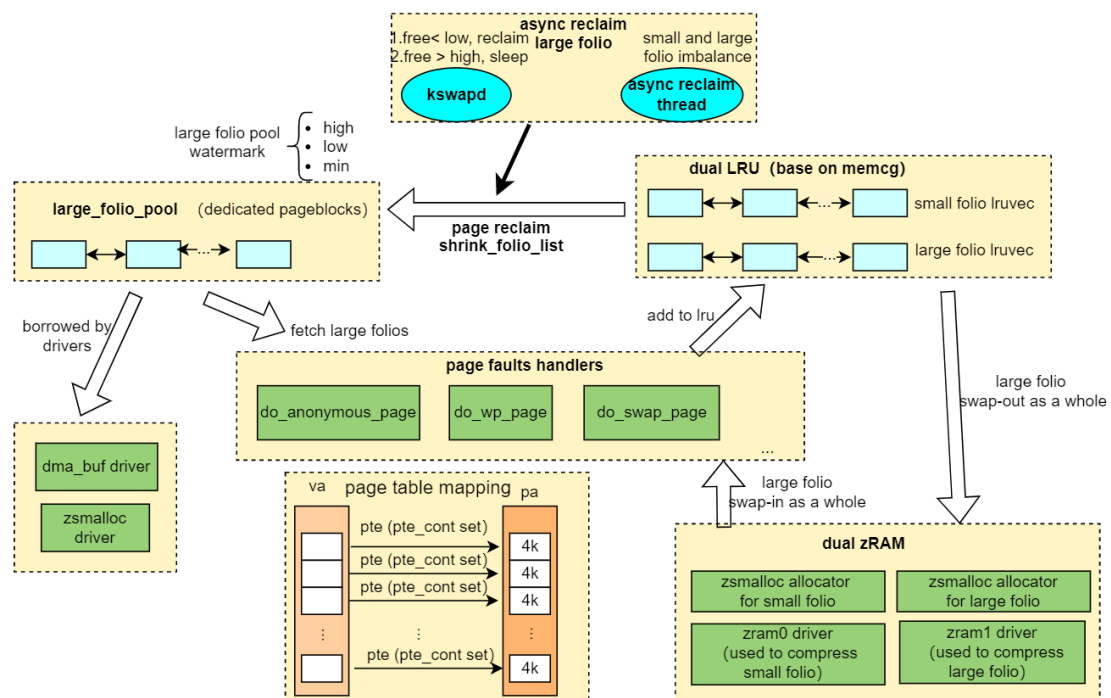 async reclaim
large folio
1.free< low, reclaim
2.free > high, sleep
small and large
folio imbalance
kswapd
async reclaim
thread
large folio pool
watermark
• high
• low
• min
large_folio_pool (dedicated pageblocks)
...
page reclaim
shrink_folio_list
dual LRU (base on memcg)
... small folio lruvec
... large folio lruvec
borrowed by
drivers
fetch large folios
add to lru
large folio
swap-out as a whole
page faults handlers
do_anonymous_page
do_wp_page
do_swap_page
...
dma_buf driver
zsmalloc
driver
large folio
swap-in as a whole
va page table mapping pa
pte (pte_cont set) 4k
pte (pte_cont set) 4k
pte (pte_cont set) 4k
⋮ ⋮ ⋮
pte (pte_cont set) 4k
dual zRAM
zsmalloc allocator
for small folio
zsmalloc allocator
for large folio
zram0 driver
(used to compress
small folio)
zram1 driver
(used to compress
large folio)